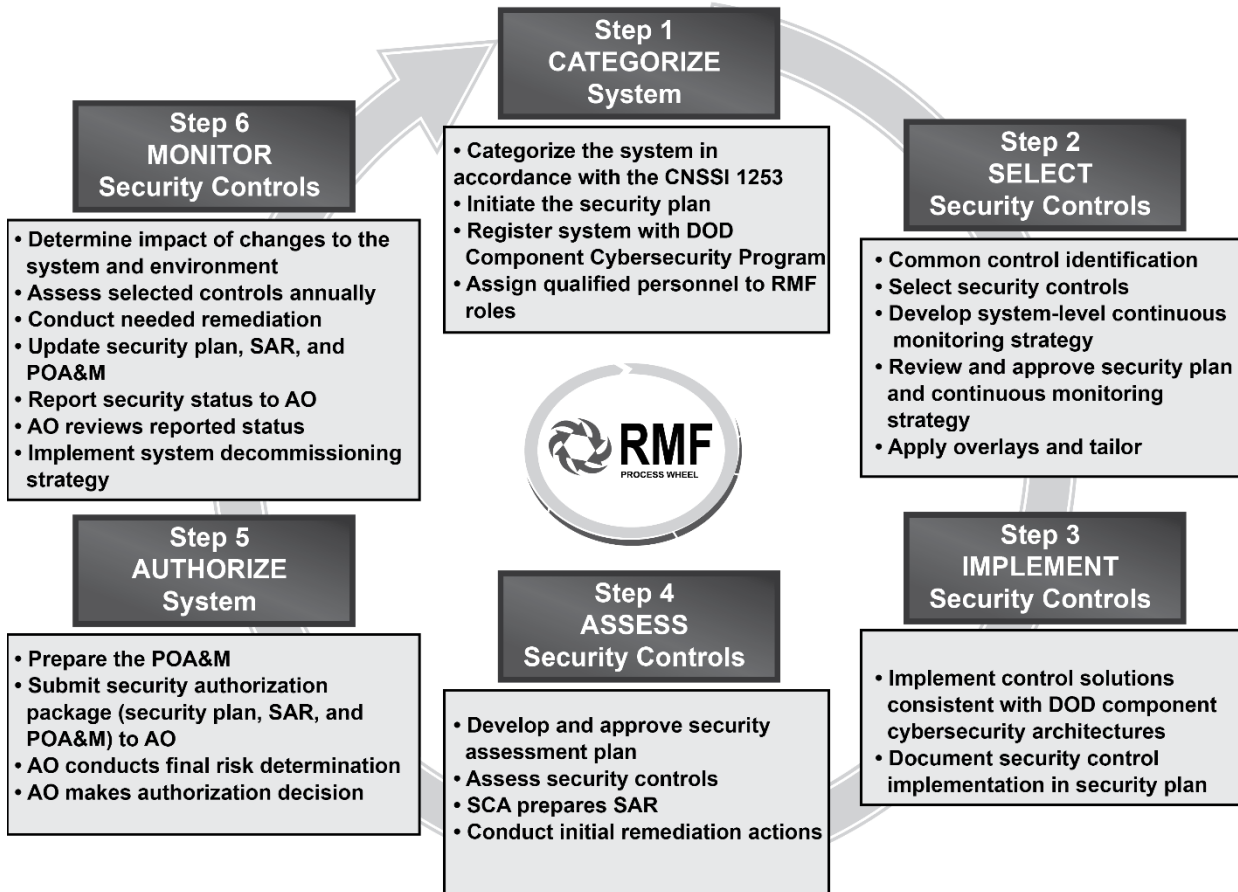 Step 1
CATEGORIZE
System
• Categorize the system in
accordance with the CNSSI 1253
• Initiate the security plan
• Register system with DOD
Component Cybersecurity Program
• Assign qualified personnel to RMF
roles
Step 2
SELECT
Security Controls
• Common control identification
• Select security controls
• Develop system-level continuous
monitoring strategy
• Review and approve security plan
and continuous monitoring
strategy
• Apply overlays and tailor
Step 3
IMPLEMENT
Security Controls
• Implement control solutions
consistent with DOD component
cybersecurity architectures
• Document security control
implementation in security plan
Step 4
ASSESS
Security Controls
• Develop and approve security
assessment plan
• Assess security controls
• SCA prepares SAR
• Conduct initial remediation actions
Step 5
AUTHORIZE
System
• Prepare the POA&M
• Submit security authorization
package (security plan, SAR, and
POA&M) to AO
• AO conducts final risk determination
• AO makes authorization decision
Step 6
MONITOR
Security Controls
• Determine impact of changes to the
system and environment
• Assess selected controls annually
• Conduct needed remediation
• Update security plan, SAR, and
POA&M
• Report security status to AO
• AO reviews reported status
• Implement system decommissioning
strategy
RMF
PROCESS WHEEL